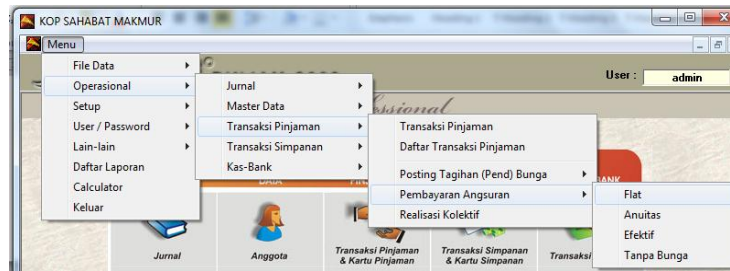 KOP SAHABAT MAKMUR
Menu
User : admin
File Data
Operasional
Setup
User / Password
Lain-lain
Daftar Laporan
Calculator
Keluar
Jurnal
Master Data
Transaksi Pinjaman
Transaksi Simpanan
Kas-Bank
Transaksi Pinjaman
Daftar Transaksi Pinjaman
Posting Tagihan (Pend) Bunga
Pembayaran Angsuran
Realisasi Kolektif
Flat
Anuitas
Efektif
Tanpa Bunga
Jurnal
Anggota
Transaksi Pinjaman
& Kartu Pinjaman
Transaksi Simpanan
& Kartu Simpanan
Transaksi